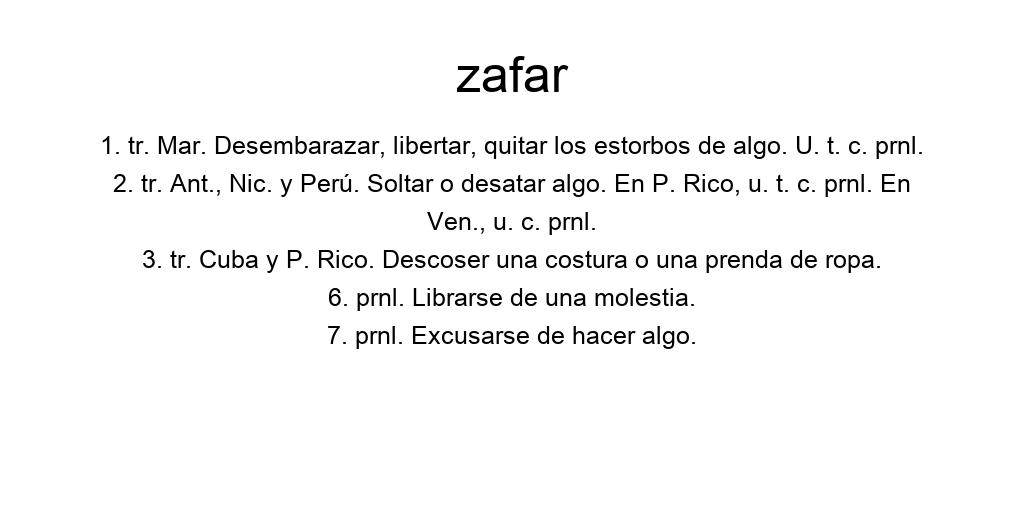 zafar
1. tr. Mar. Desembarazar, libertar, quitar los estorbos de algo. U. t. c. prnl.
2. tr. Ant., Nic. y Perú. Soltar o desatar algo. En P. Rico, u. t. c. prnl. En
Ven., u. c. prnl.
3. tr. Cuba y P. Rico. Descoser una costura o una prenda de ropa.
6. prnl. Librarse de una molestia.
7. prnl. Excusarse de hacer algo.